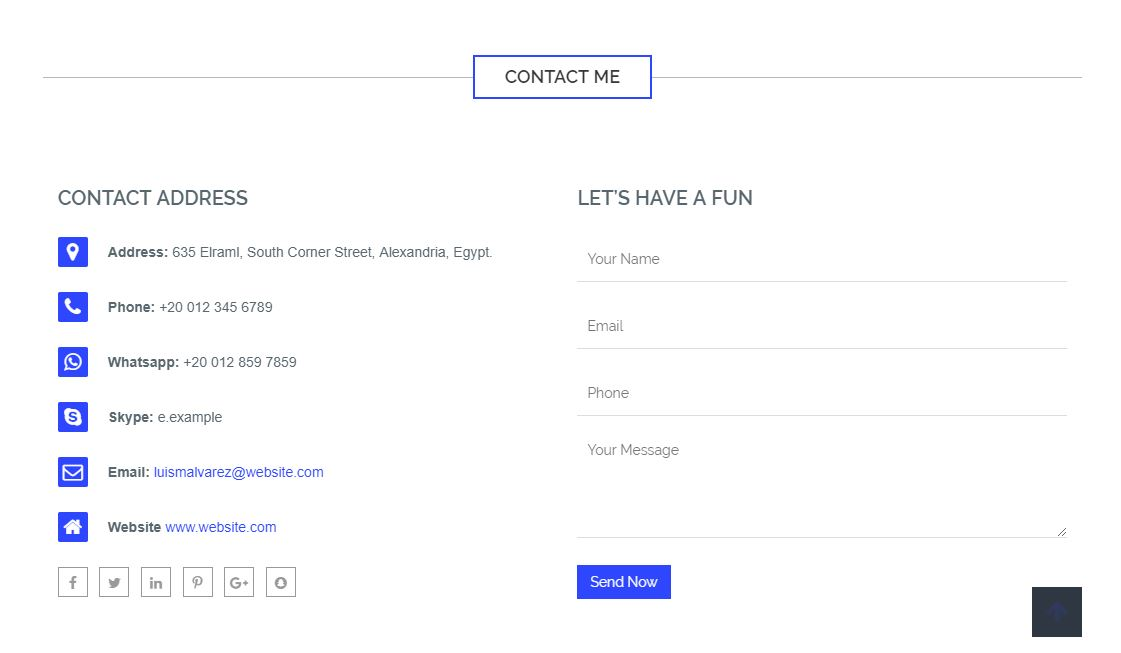 CONTACT ME
CONTACT ADDRESS
Address: 635 Elraml, South Corner Street, Alexandria, Egypt.
Phone: +20 012 345 6789
Whatsapp: +20 012 859 7859
Skype: e.example
Email: luismalvarez@website.com
Website www.website.com
LET'S HAVE A FUN
Your Name
Email
Phone
Your Message
Send Now